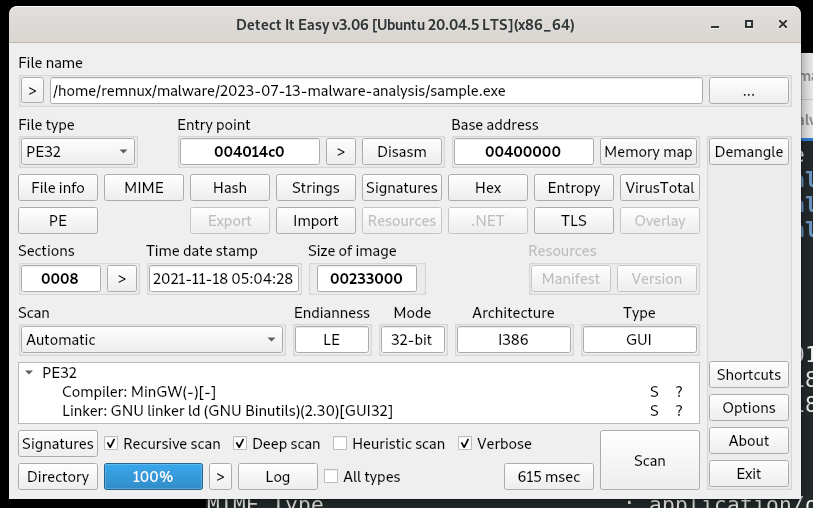 Detect It Easy v3.06 [Ubuntu 20.04.5 LTS](x86_64)
File name
> /home/remnux/malware/2023-07-13-malware-analysis/sample.exe ...
File type Entry point Base address
PE32 004014c0 > Disasm 00400000 Memory map Demangle
File info MIME Hash Strings Signatures Hex Entropy VirusTotal
PE Export Import Resources .NET TLS Overlay
Sections Time date stamp Size of image Resources
0008 > 2021-11-18 05:04:28 00233000 Manifest Version
Scan Endianness Mode Architecture Type
Automatic LE 32-bit I386 GUI
PE32
Compiler: MinGW(-)[-] S ?
Linker: GNU linker ld (GNU Binutils)(2.30)[GUI32] S ?
Shortcuts
Options
About
Exit
Signatures Recursive scan Deep scan Heuristic scan Verbose Scan
Directory 100% > Log All types 615 msec
MIME Type : application/